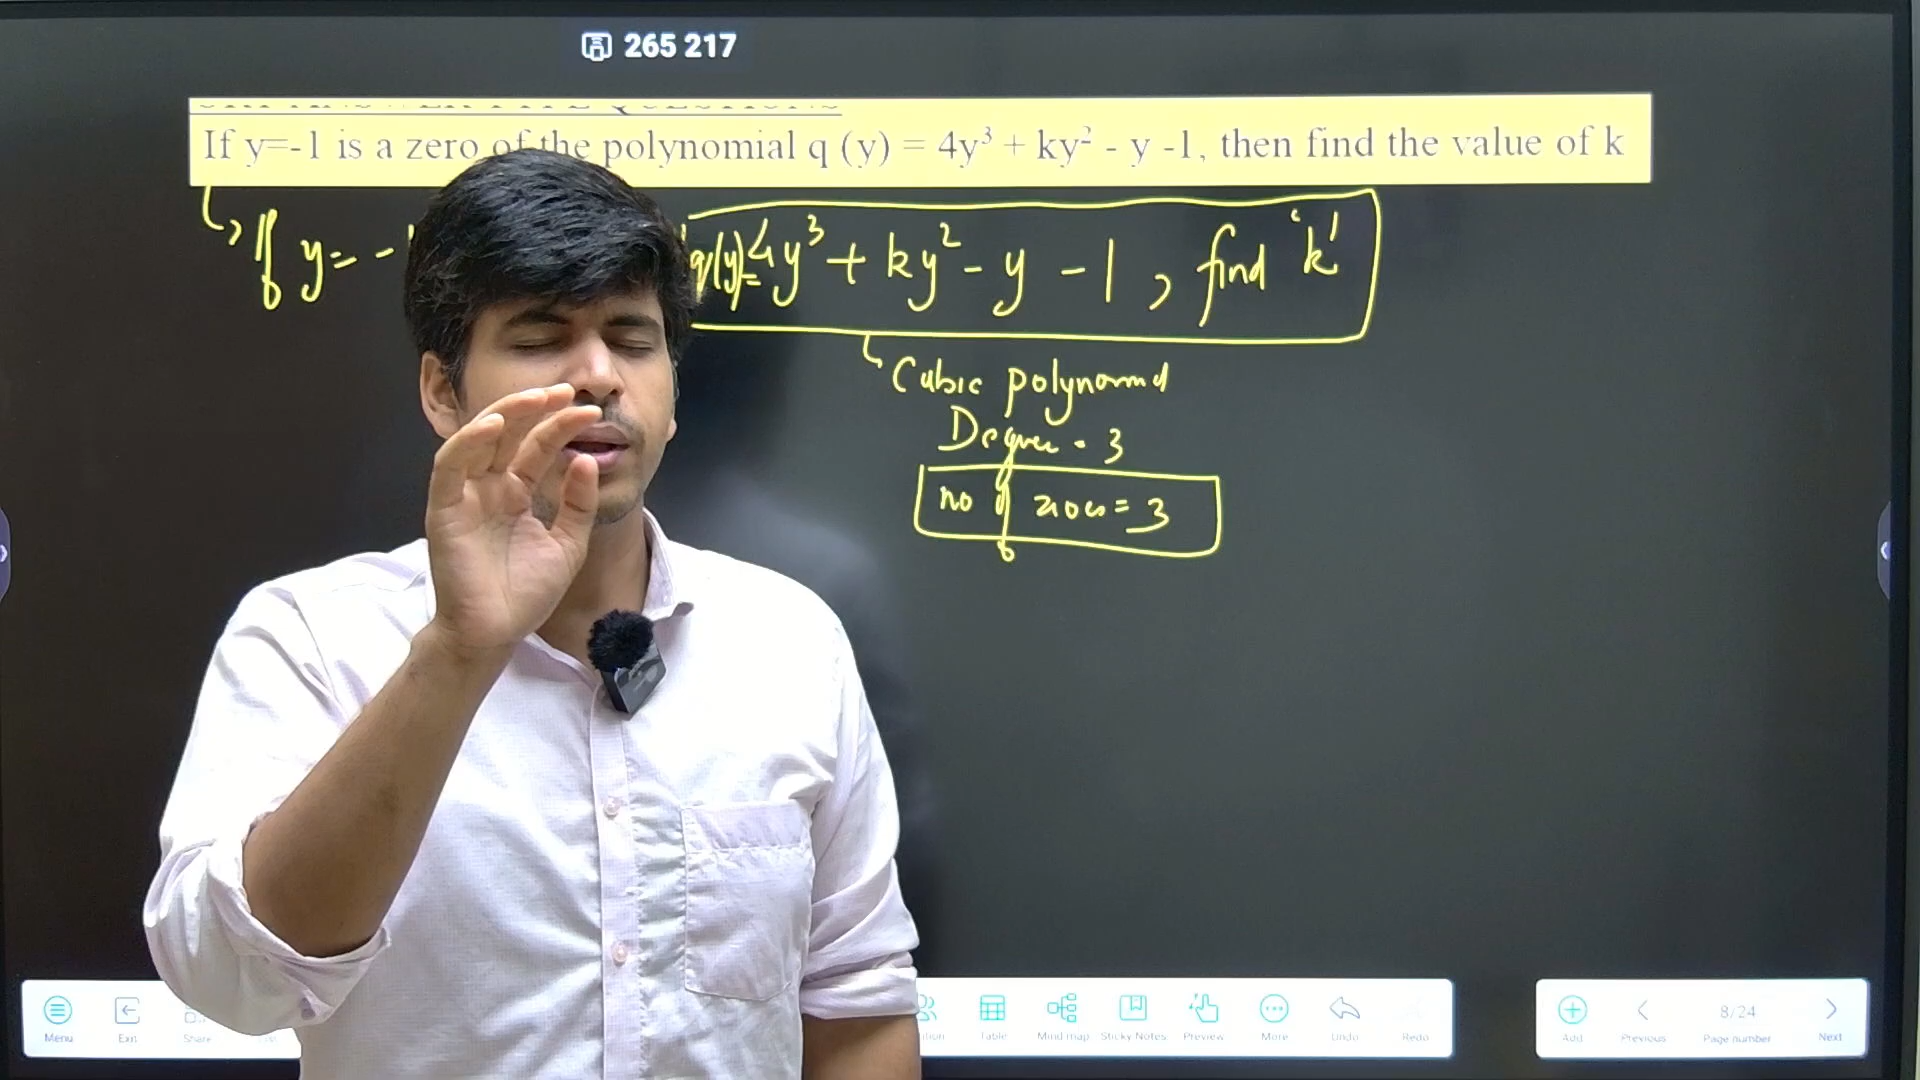 265 217
If y=-1 is a zero of the polynomial q (y) = 4y³ + ky² - y -1, then find the value of k
If y = -1 q(y)=4y³ + ky² - y - 1, find 'k'
Cubic polynomial
Degree = 3
no of zeroes = 3
Menu Exit Share Table Mind map Sticky Notes Preview More Undo Redo Add Previous 8/24 Page number Next